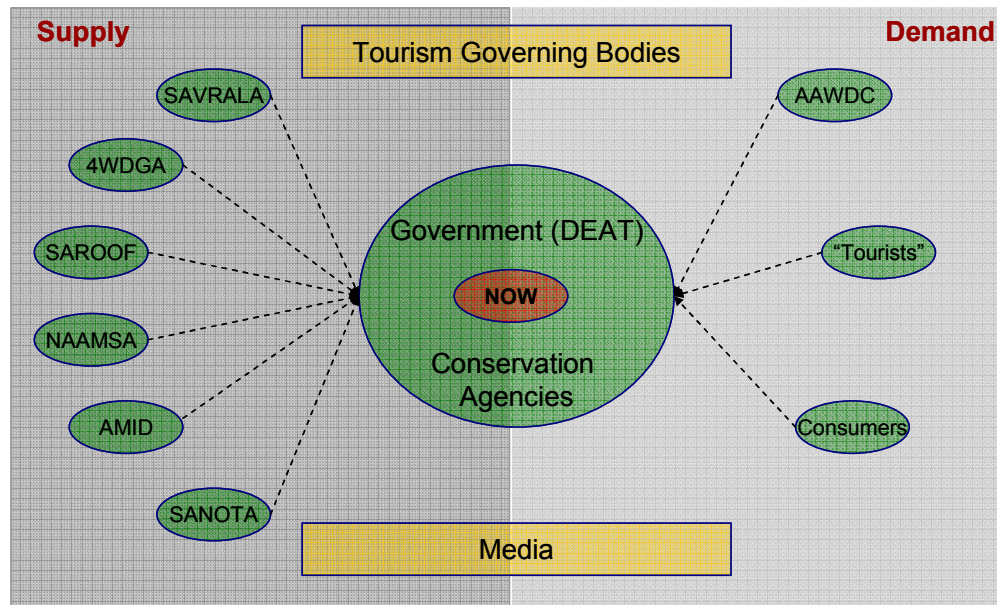 Supply
Demand
Tourism Governing Bodies
SAVRALA
AAWDC
4WDGA
Government (DEAT)
SAROOF
“Tourists”
NOW
NAAMSA
Conservation
Agencies
AMID
Consumers
SANOTA
Media